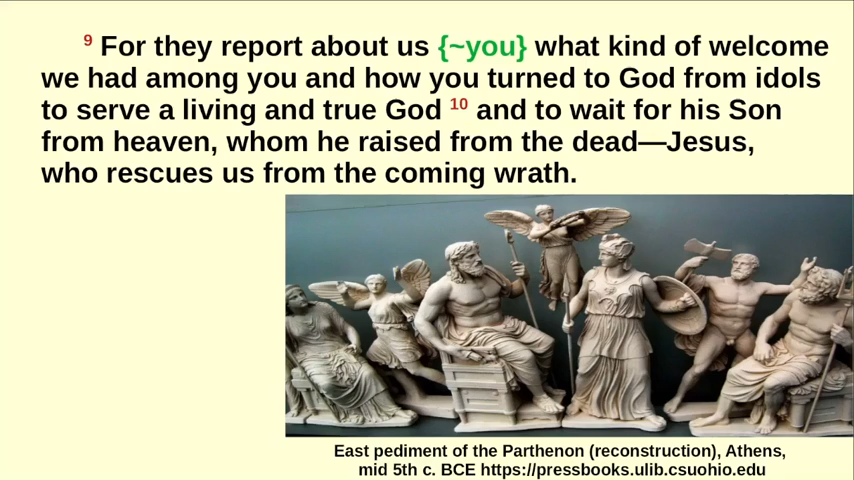 9 For they report about us {~you} what kind of welcome
we had among you and how you turned to God from idols
to serve a living and true God 10 and to wait for his Son
from heaven, whom he raised from the dead—Jesus,
who rescues us from the coming wrath.
East pediment of the Parthenon (reconstruction), Athens,
mid 5th c. BCE https://pressbooks.ulib.csuohio.edu